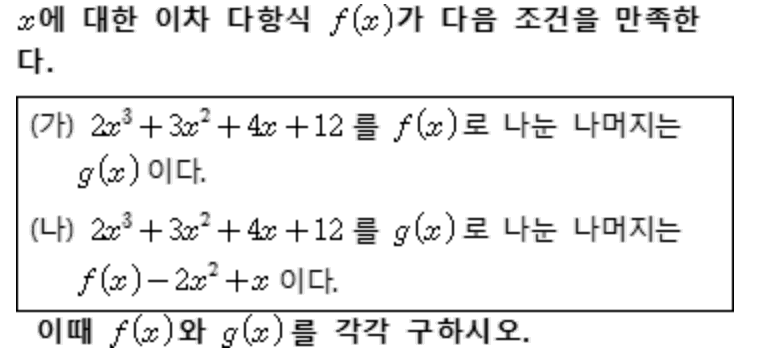 x에 대한 이차 다항식 f(x)가 다음 조건을 만족한
다.
(가) 2x³+3x²+4x+12 를 f(x)로 나눈 나머지는
g(x)이다.
(나) 2x³+3x²+4x+12 를 g(x)로 나눈 나머지는
f(x)-2x²+x 이다.
이때 f(x)와 g(x)를 각각 구하시오.